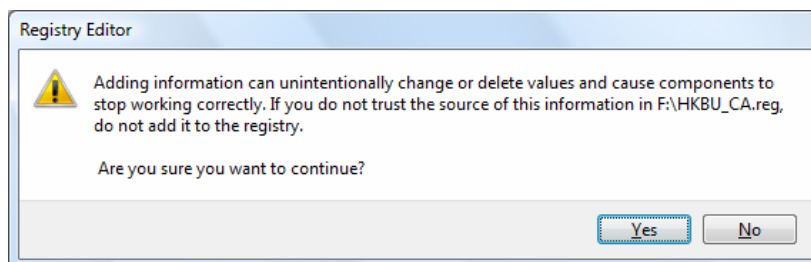 Registry Editor
Adding information can unintentionally change or delete values and cause components to
stop working correctly. If you do not trust the source of this information in F:\HKBU_CA.reg,
do not add it to the registry.
Are you sure you want to continue?
Yes
No